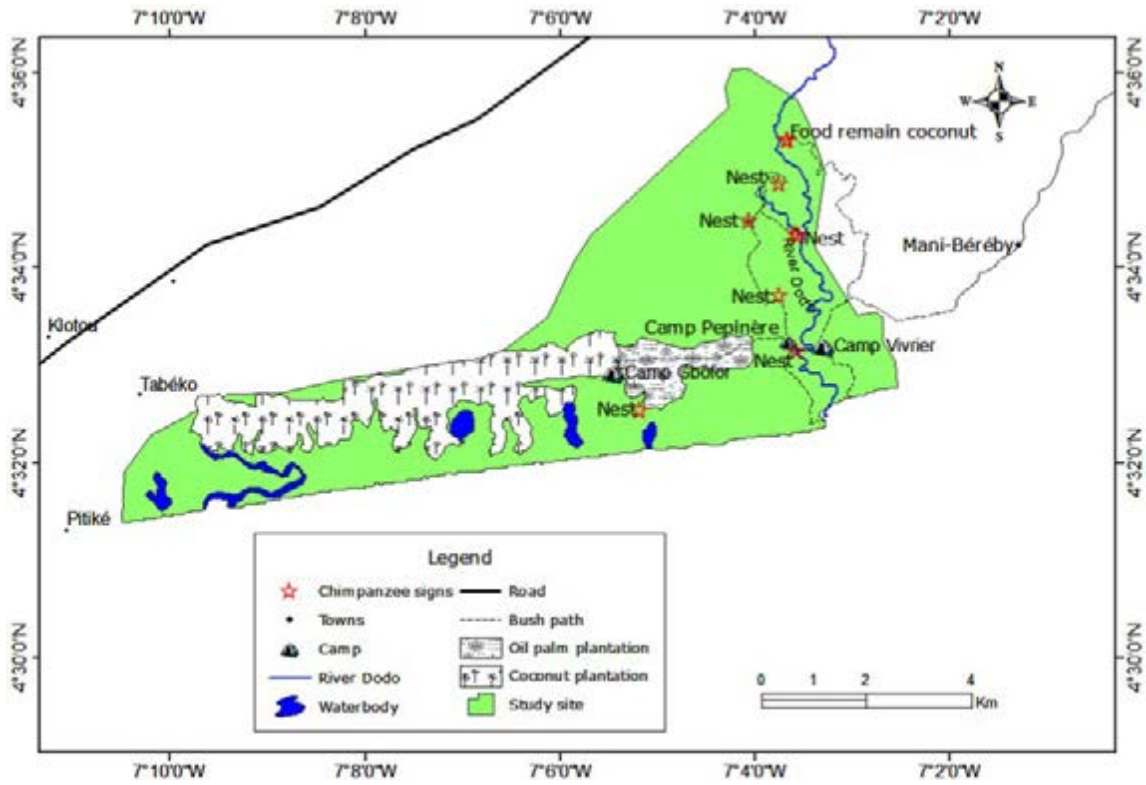 7°10'0"W 7°8'0"W 7°6'0"W 7°4'0"W 7°2'0"W
4°36'0"N 4°36'0"N
N
W E
S
Food remain coconut
Nest
Nest
Nest
Mani-Béréby
4°34'0"N 4°34'0"N
River Dodo
Nest
Klotou
Camp Pepinère
Camp Vivrier
Nest
Camp Gbofor
Tabéko
Nest
4°32'0"N 4°32'0"N
Pitiké
Legend
Chimpanzee signs Road
Towns Bush path
Camp Oil palm plantation
River Dodo Coconut plantation
Waterbody Study site
4°30'0"N 4°30'0"N
0 1 2 4
Km
7°10'0"W 7°8'0"W 7°6'0"W 7°4'0"W 7°2'0"W